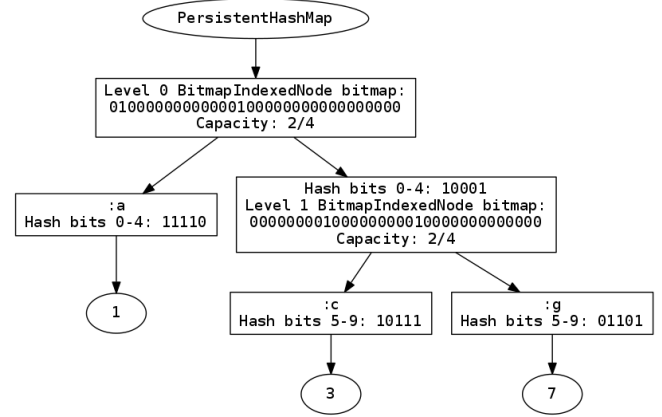 PersistentHashMap
Level 0 BitmapIndexedNode bitmap:
01000000000000100000000000000000
Capacity: 2/4
:a
Hash bits 0-4: 11110
Hash bits 0-4: 10001
Level 1 BitmapIndexedNode bitmap:
00000000100000000010000000000000
Capacity: 2/4
1
:c
Hash bits 5-9: 10111
:g
Hash bits 5-9: 01101
3
7